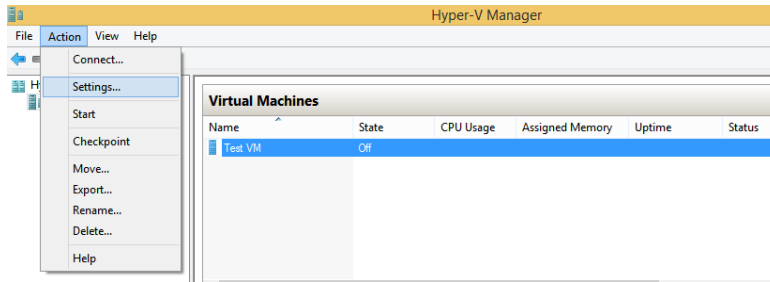 Hyper-V Manager
File Action View Help
Connect...
Settings...
Start
Checkpoint
Move...
Export...
Rename...
Delete...
Help
H
Virtual Machines
Name State CPU Usage Assigned Memory Uptime Status
Test VM Off